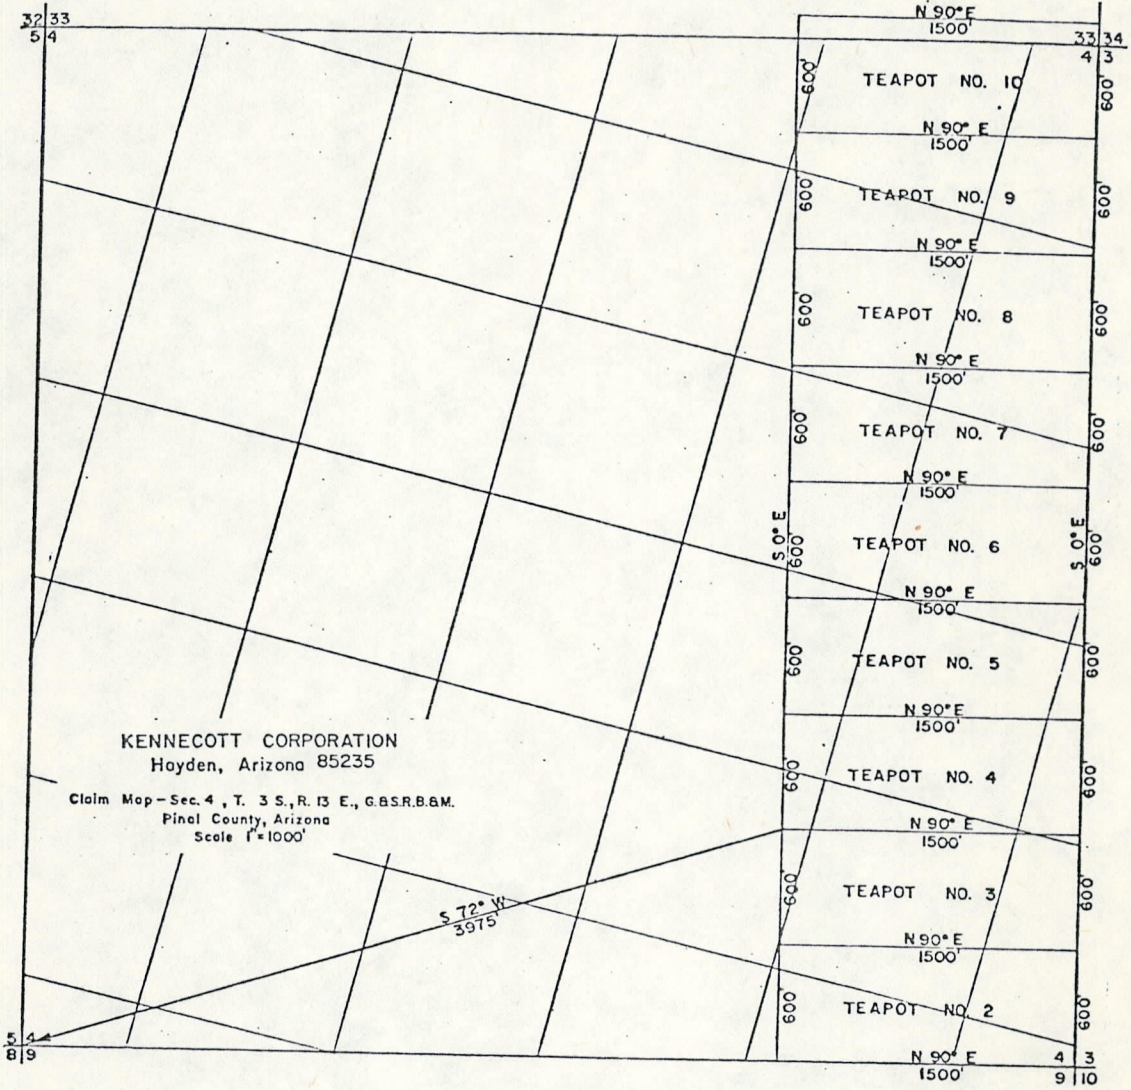 N 90° E
1500'
32 33
5 4
33 34
4 3
600'
TEAPOT NO. 10
600'
N 90° E
1500'
600'
TEAPOT NO. 9
600'
N 90° E
1500'
600'
TEAPOT NO. 8
600'
N 90° E
1500'
600'
TEAPOT NO. 7
600'
N 90° E
1500'
S 0° E
600'
TEAPOT NO. 6
S 0° E
600'
N 90° E
1500'
600'
TEAPOT NO. 5
600'
N 90° E
1500'
KENNECOTT CORPORATION
Hayden, Arizona 85235
Claim Map - Sec. 4 , T. 3 S., R. 13 E., G.&S.R.B.&M.
Pinal County, Arizona
Scale 1" = 1000'
600'
TEAPOT NO. 4
600'
N 90° E
1500'
600'
TEAPOT NO. 3
600'
S 72° W
3975'
N 90° E
1500'
600'
TEAPOT NO. 2
600'
5 4
8 9
N 90° E
1500'
4 3
9 10